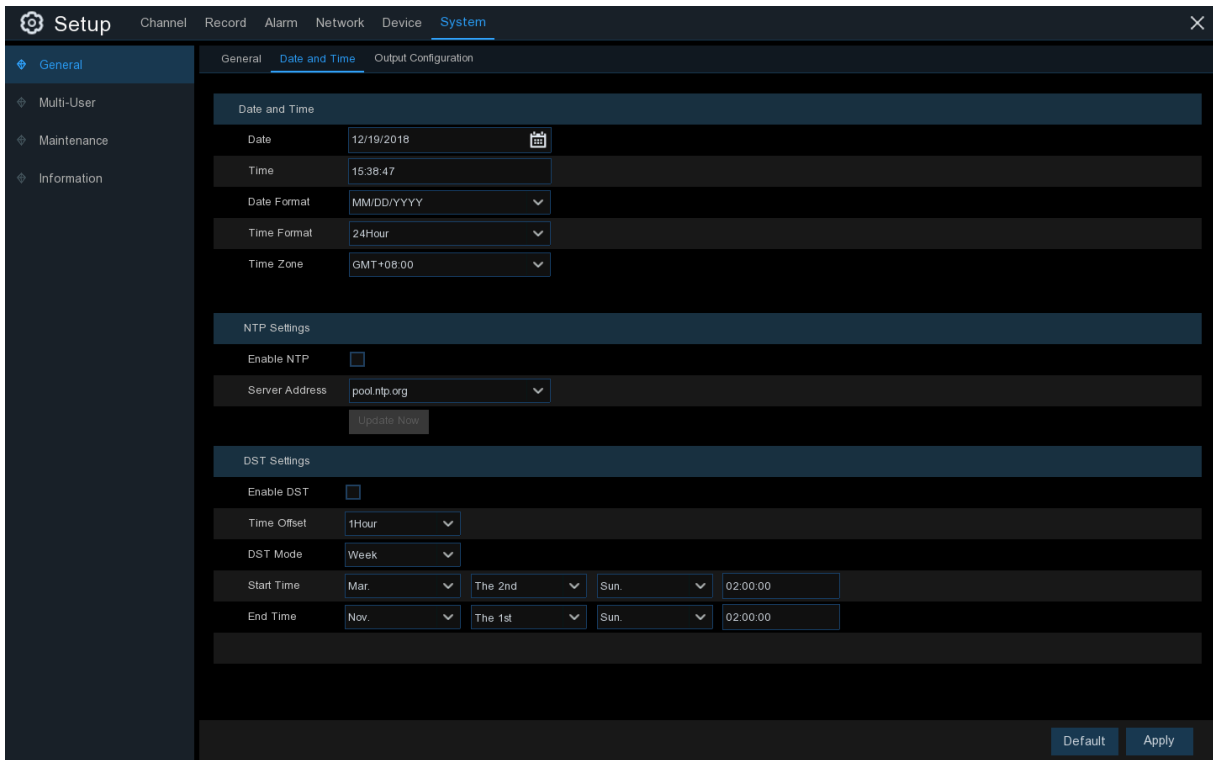 Setup Channel Record Alarm Network Device System
General
Multi-User
Maintenance
Information
General Date and Time Output Configuration
Date and Time
Date 12/19/2018
Time 15:38:47
Date Format MM/DD/YYYY
Time Format 24Hour
Time Zone GMT+08:00
NTP Settings
Enable NTP
Server Address pool.ntp.org
Update Now
DST Settings
Enable DST
Time Offset 1Hour
DST Mode Week
Start Time Mar. The 2nd Sun. 02:00:00
End Time Nov. The 1st Sun. 02:00:00
Default Apply